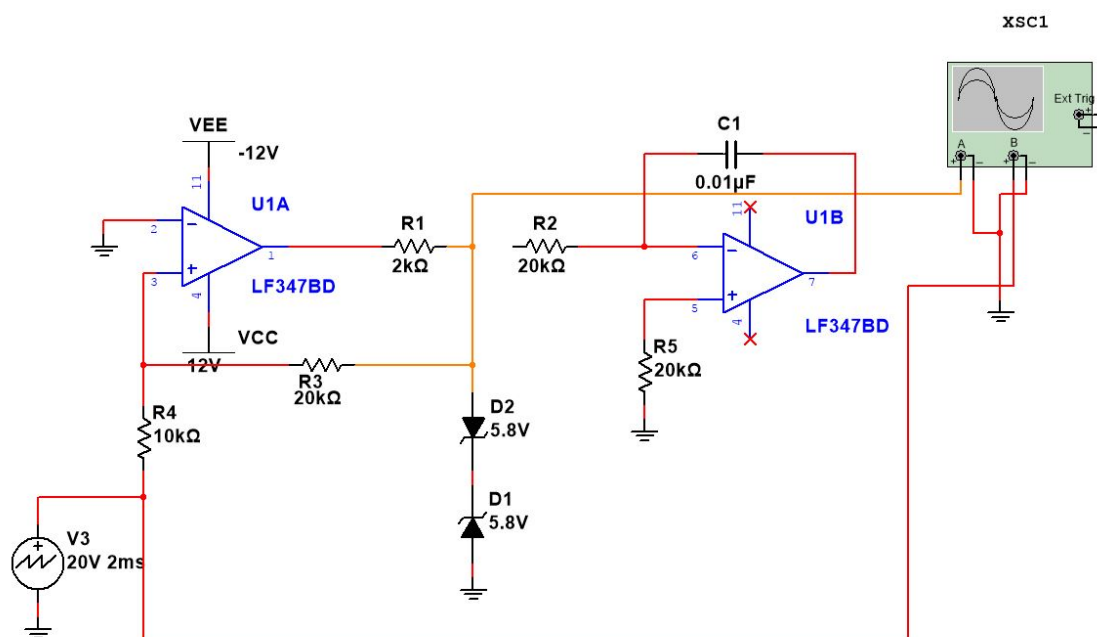 XSC1
Ext Trig
+
−
A
B
+
−
+
−
VEE
-12V
11
U1A
2
−
+
3
1
4
LF347BD
VCC
12V
R1
2kΩ
R2
20kΩ
C1
0.01µF
11
U1B
6
−
+
5
7
4
LF347BD
R3
20kΩ
R5
20kΩ
R4
10kΩ
D2
5.8V
D1
5.8V
+
V3
20V 2ms